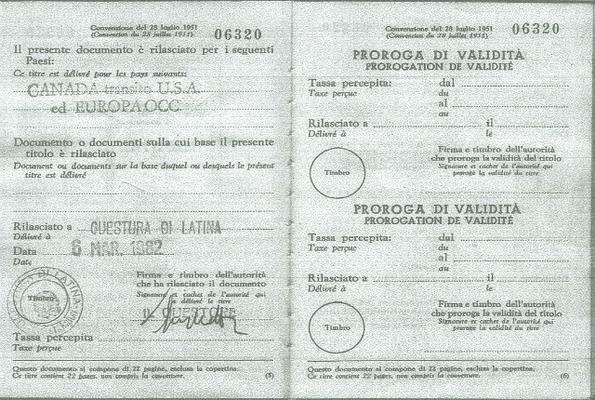 Convenzione del 28 luglio 1951
(Convention du 28 juillet 1951)
06320
Il presente documento è rilasciato per i seguenti
Paesi:
Ce titre est délivré pour les pays suivants:
CANADA transito U.S.A.
ed EUROPA OCC.
Documento o documenti sulla cui base il presente
titolo è rilasciato
Document ou documents sur la base duquel ou desquels le présent
titre est délivré
Rilasciato a QUESTURA DI LATINA
Délivré à
Data 6 MAR. 1982
Date
Timbro
DI LATINA
Firma e timbro dell'autorità
che ha rilasciato il documento
Signature et cachet de l'autorité qui
a délivré le titre
IL QUESTORE
Tassa percepita
Taxe perçue
Questo documento si compone di 22 pagine, esclusa la copertina.
Ce titre contient 22 pages, non compris la couverture.
(5)
Convenzione del 28 luglio 1951
(Convention du 28 juillet 1951)
06320
PROROGA DI VALIDITÀ
PROROGATION DE VALIDITÉ
Tassa percepita: dal
Taxe perçue du
al
au
Rilasciato a il
Délivré à le
Timbro
Firma e timbro dell'autorità
che proroga la validità del titolo
Signature et cachet de l'autorité qui
proroge la validité du titre
PROROGA DI VALIDITÀ
PROROGATION DE VALIDITÉ
Tassa percepita: dal
Taxe perçue du
al
au
Rilasciato a il
Délivré à le
Timbro
Firma e timbro dell'autorità
che proroga la validità del titolo
Signature et cachet de l'autorité qui
proroge la validité du titre
Questo documento si compone di 22 pagine, esclusa la copertina.
Ce titre contient 22 pages, non compris la couverture.
(6)